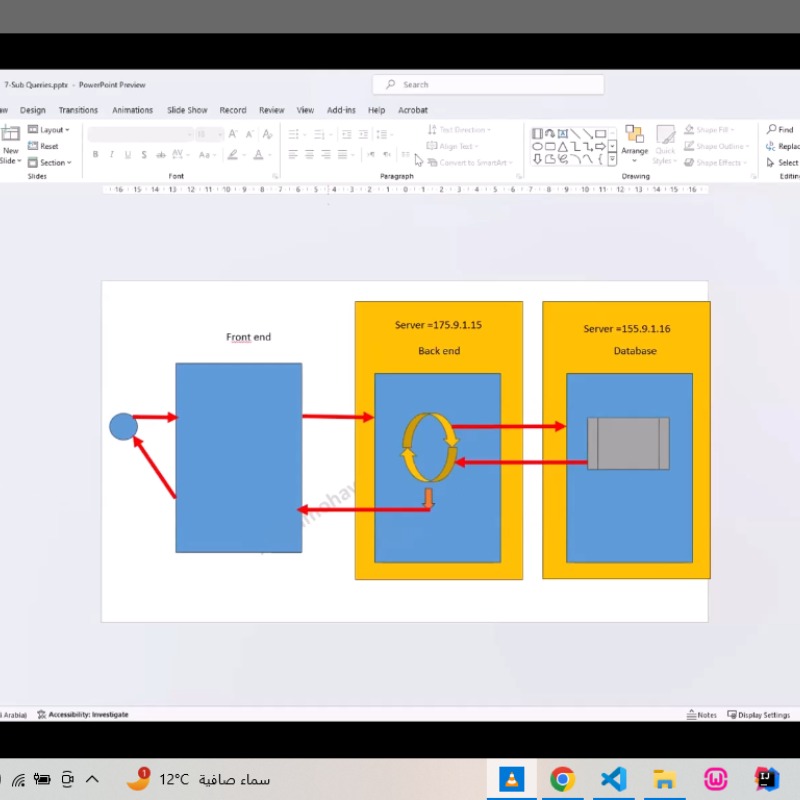 7-Sub Queries.pptx - PowerPoint Preview
Search
Design Transitions Animations Slide Show Record Review View Add-ins Help Acrobat
New
Slide
Layout
Reset
Section
Slides
B I U S ab AV Aa A
Font
Text Direction
Align Text
Convert to SmartArt
Paragraph
Arrange
Quick
Styles
Shape Fill
Shape Outline
Shape Effects
Drawing
Find
Select
16 15 14 13 12 11 10 9 8 7 6 5 4 3 2 1 0 1 2 3 4 5 6 7 8 9 10 11 12 13 14 15 16
Front end
Server =175.9.1.15
Back end
Server =155.9.1.16
Database
Arabia)
Accessibility: Investigate
Notes
Display Settings
1
12°C سماء صافية
IJ